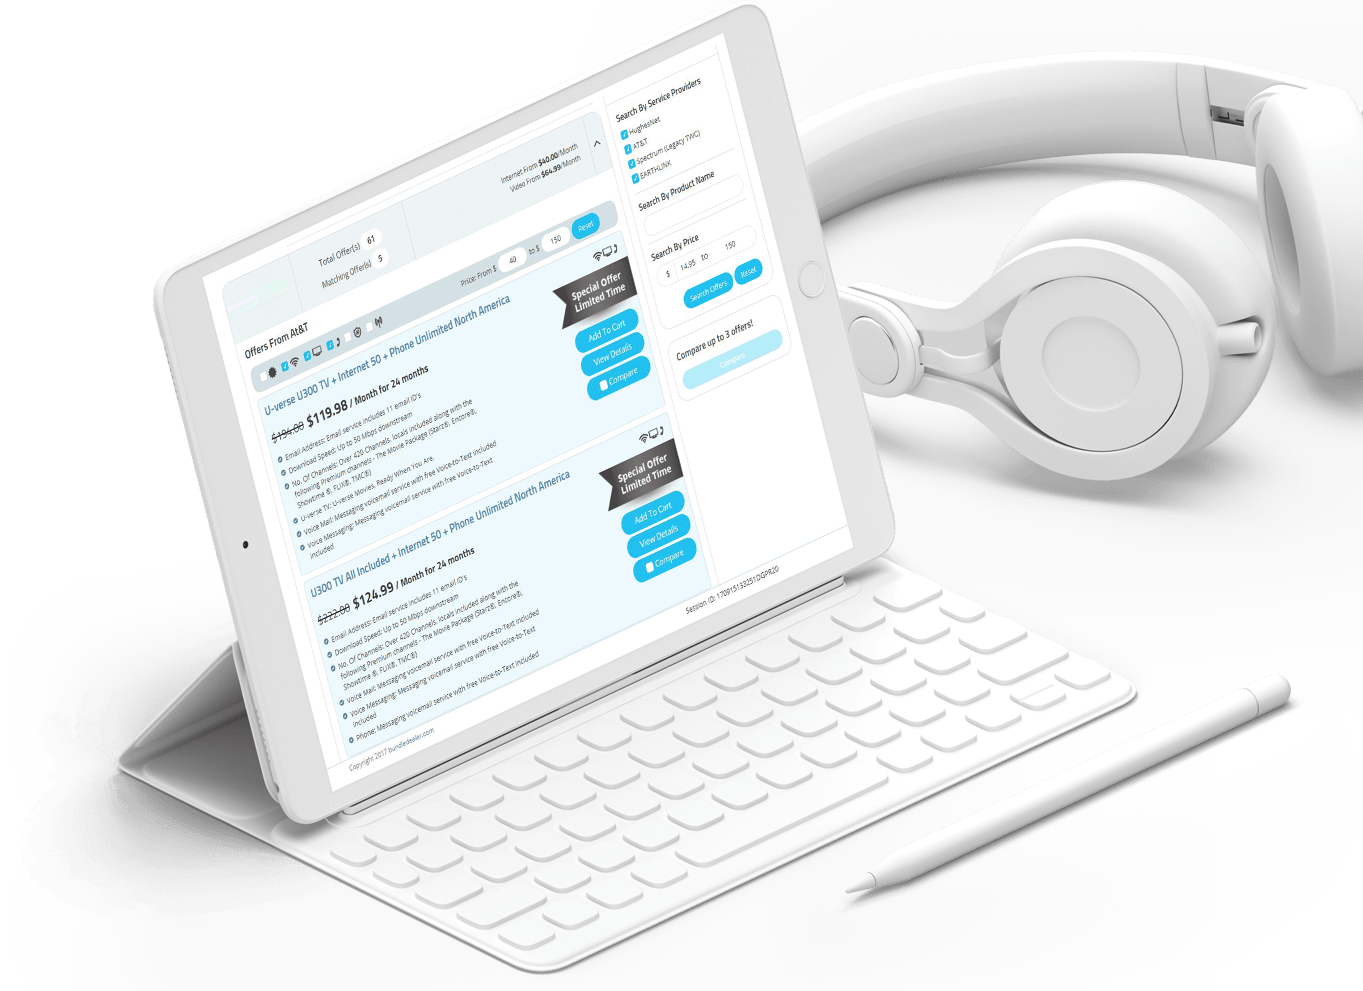 Internet From $40.00/Month
Video From $64.99/Month
Total Offer(s) 61
Matching Offer(s) 5
Offers From At&T
Price: From $ 40 to $ 150 Reset
U-verse U300 TV + Internet 50 + Phone Unlimited North America
$194.00 $119.98 / Month for 24 months
Email Address: Email service includes 11 email ID's
Download Speed: Up to 50 Mbps downstream
No. Of Channels: Over 420 Channels, locals included along with the
following Premium channels - The Movie Package (Starz®, Encore®,
Showtime ®, FLIX®, TMC®)
U-verse TV: U-verse Movies, Ready When You Are.
Voice Mail: Messaging voicemail service with free Voice-to-Text included
Voice Messaging: Messaging voicemail service with free Voice-to-Text
included
Special Offer
Limited Time
Add To Cart
View Details
Compare
U300 TV All Included + Internet 50 + Phone Unlimited North America
$222.00 $124.99 / Month for 24 months
Email Address: Email service includes 11 email ID's
Download Speed: Up to 50 Mbps downstream
No. Of Channels: Over 420 Channels, locals included along with the
following Premium channels - The Movie Package (Starz®, Encore®,
Showtime ®, FLIX®, TMC®)
Voice Mail: Messaging voicemail service with free Voice-to-Text included
Voice Messaging: Messaging voicemail service with free Voice-to-Text
included
Phone: Messaging voicemail service with free Voice-to-Text included
Special Offer
Limited Time
Add To Cart
View Details
Compare
Copyright 2017 bundledealer.com
Session ID: 170915133251DGPR20
Search By Service Providers
HughesNet
AT&T
Spectrum (Legacy TWC)
EARTHLINK
Search By Product Name
Search By Price
$ 14.95 to 150
Search Offers Reset
Compare up to 3 offers!
Compare